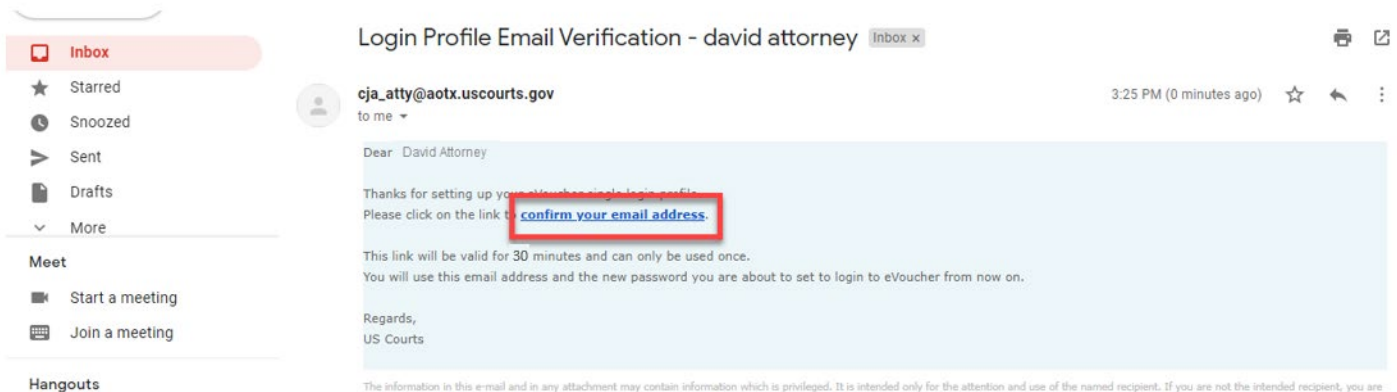 Inbox
Starred
Snoozed
Sent
Drafts
More
Meet
Start a meeting
Join a meeting
Hangouts
Login Profile Email Verification - david attorney Inbox x
cja_atty@aotx.uscourts.gov
3:25 PM (0 minutes ago)
to me
Dear David Attorney
Thanks for setting up your eVoucher single login profile.
Please click on the link to confirm your email address.
This link will be valid for 30 minutes and can only be used once.
You will use this email address and the new password you are about to set to login to eVoucher from now on.
Regards,
US Courts
The information in this e-mail and in any attachment may contain information which is privileged. It is intended only for the attention and use of the named recipient. If you are not the intended recipient, you are